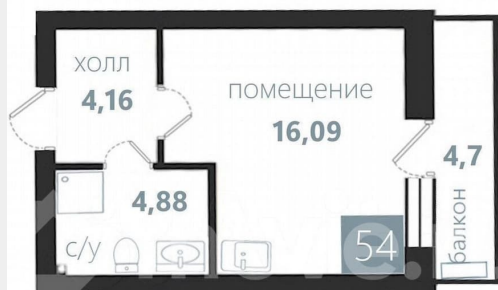 холл
4,16
помещение
16,09
4,7
балкон
4,88
с/у
54